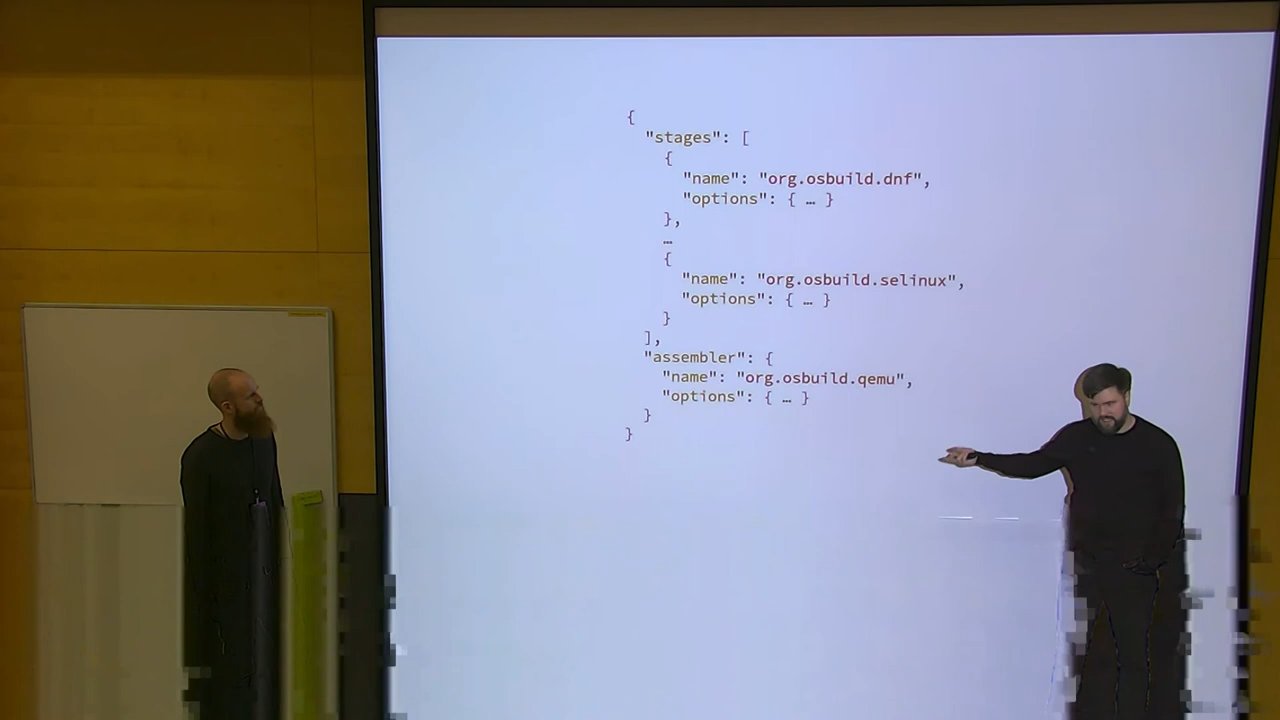 {
"stages": [
{
"name": "org.osbuild.dnf",
"options": { … }
},
…
{
"name": "org.osbuild.selinux",
"options": { … }
}
],
"assembler": {
"name": "org.osbuild.qemu",
"options": { … }
}
}